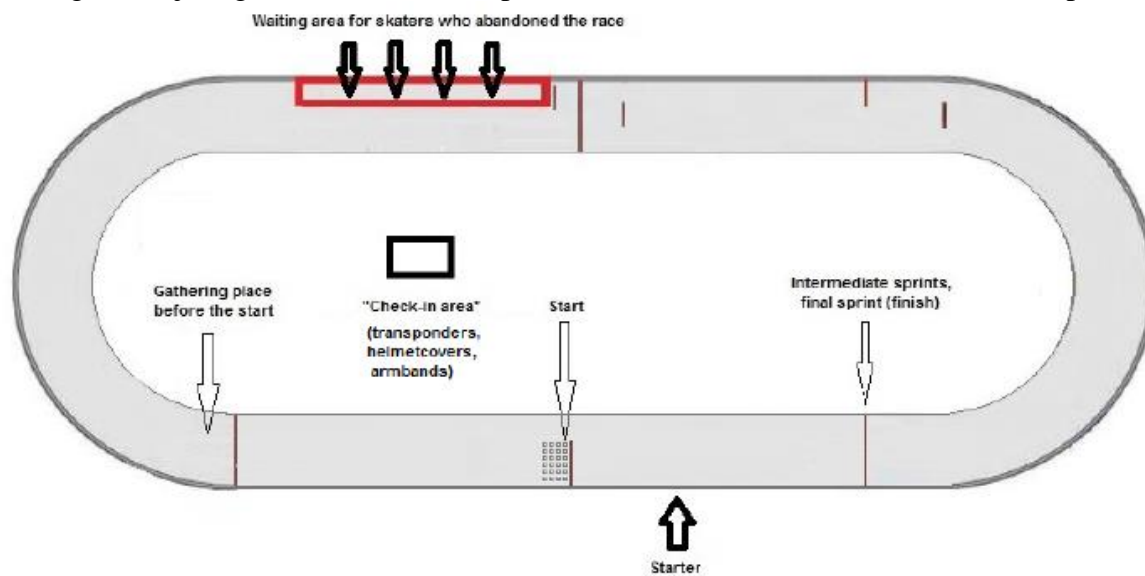 Waiting area for skaters who abandoned the race
Gathering place
before the start
"Check-in area"
(transponders,
helmetcovers,
armbands)
Start
Intermediate sprints,
final sprint (finish)
Starter